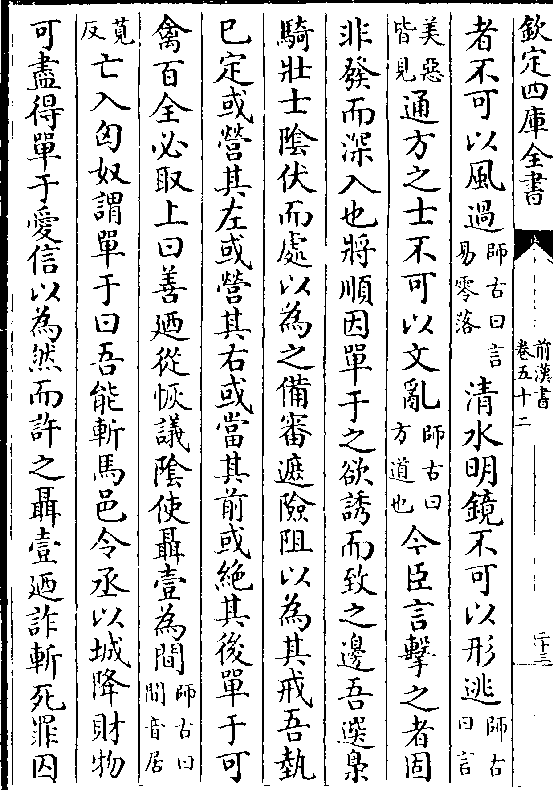 欽定四庫全書
前漢書
卷五十二
二十三
者不可以風過師古曰言易零落清水明鏡不可以形逃師古曰言
美惡皆見通方之士不可以文亂師古曰方道也今臣言擊之者固
非發而深入也將順因單于之欲誘而致之邊吾選梟
騎壯士陰伏而處以為之備審遮險阻以為其戒吾埶
已定或營其左或營其右或當其前或絕其後單于可
禽百全必取上曰善廼從恢議陰使聶壹為間師古曰間音居
莧反亡入匈奴謂單于曰吾能斬馬邑令丞以城降財物
可盡得單于愛信以為然而許之聶壹廼詐斬死罪囚